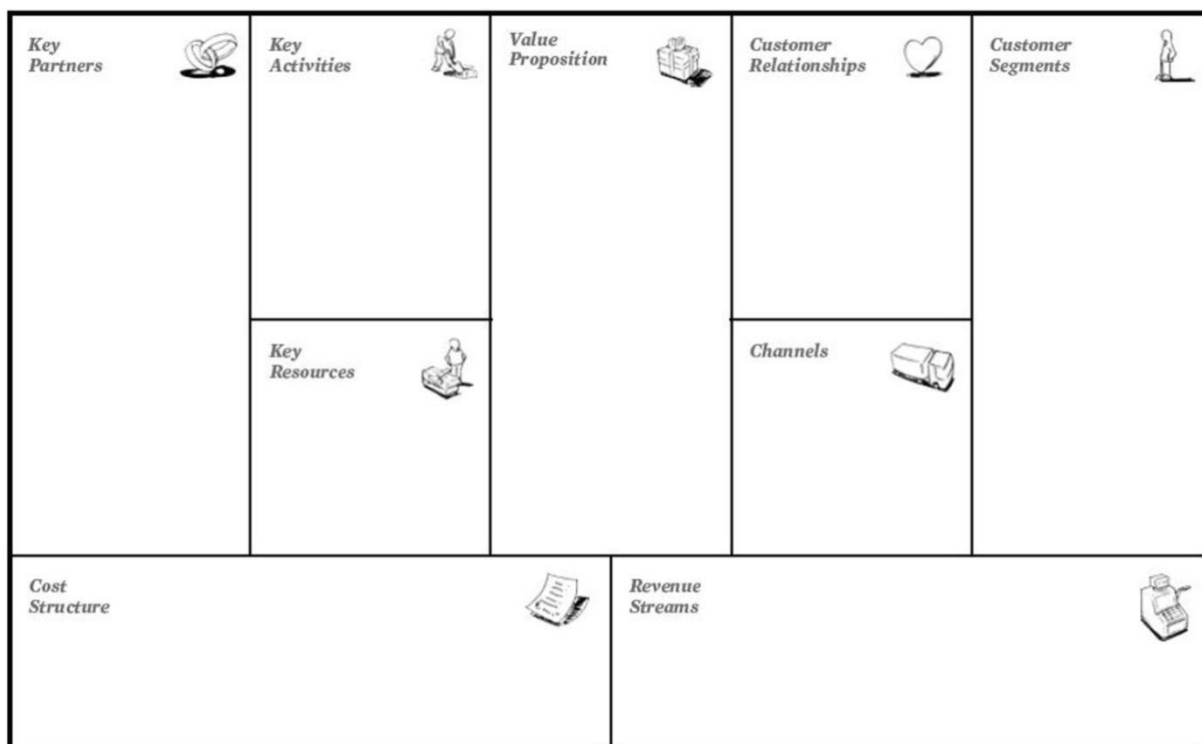 Key
Partners
Key
Activities
Value
Proposition
Customer
Relationships
Customer
Segments
Key
Resources
Channels
Cost
Structure
Revenue
Streams